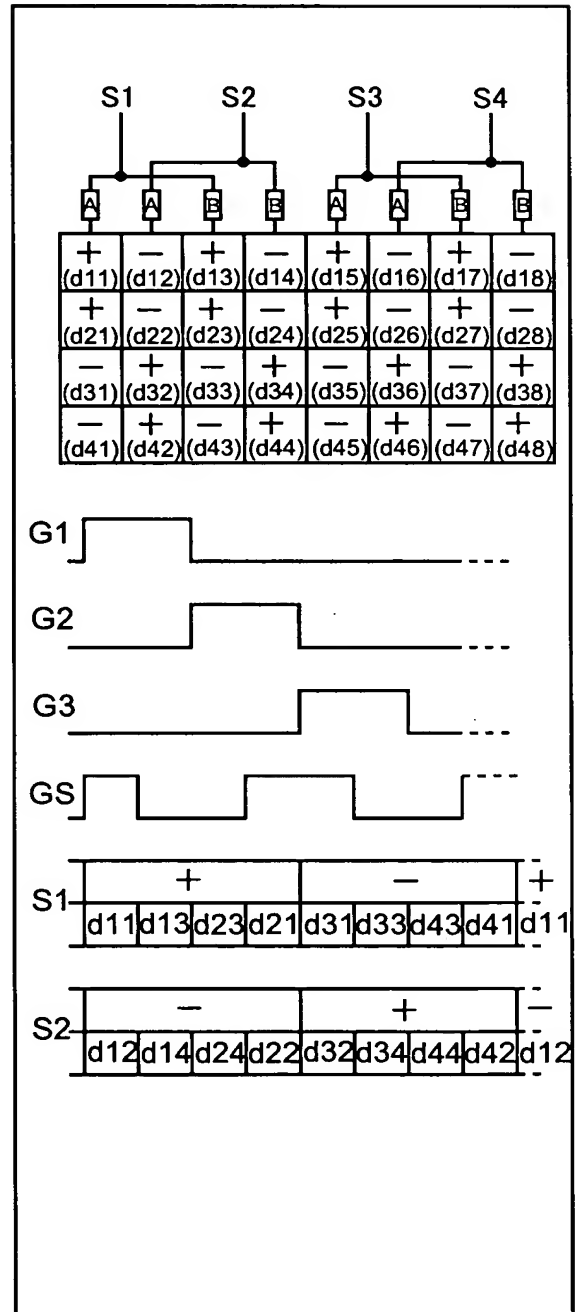 S1 S2 S3 S4
A A B B A A B B
+ − + − + − + −
(d11) (d12) (d13) (d14) (d15) (d16) (d17) (d18)
+ − + − + − + −
(d21) (d22) (d23) (d24) (d25) (d26) (d27) (d28)
− + − + − + − +
(d31) (d32) (d33) (d34) (d35) (d36) (d37) (d38)
− + − + − + − +
(d41) (d42) (d43) (d44) (d45) (d46) (d47) (d48)
G1
G2
G3
GS
+ − +
S1
d11 d13 d23 d21 d31 d33 d43 d41 d11
− + −
S2
d12 d14 d24 d22 d32 d34 d44 d42 d12